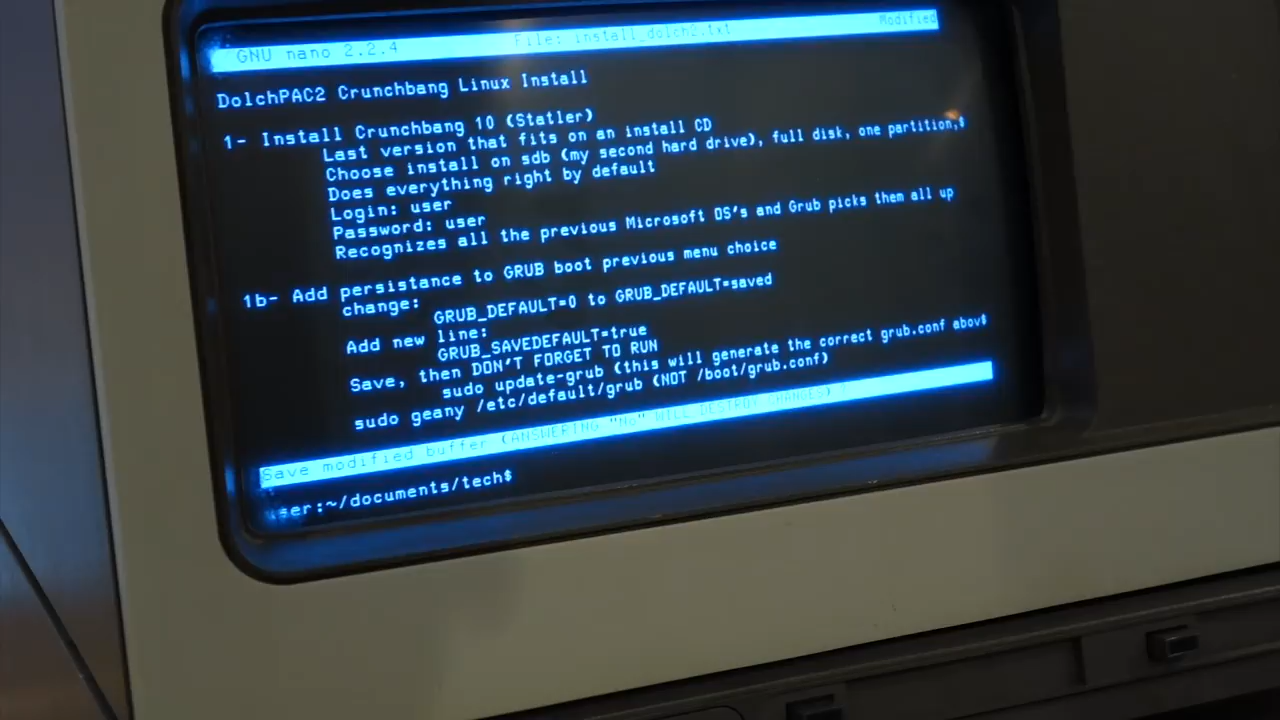 GNU nano 2.2.4 File: install_dolch2.txt Modified
DolchPAC2 Crunchbang Linux Install
1- Install Crunchbang 10 (Statler)
Last version that fits on an install CD
Choose install on sdb (my second hard drive), full disk, one partition,$
Does everything right by default
Login: user
Password: user
Recognizes all the previous Microsoft OS's and Grub picks them all up
1b- Add persistance to GRUB boot previous menu choice
change:
GRUB_DEFAULT=0 to GRUB_DEFAULT=saved
Add new line:
GRUB_SAVEDEFAULT=true
Save, then DON'T FORGET TO RUN
sudo update-grub (this will generate the correct grub.conf abov$
sudo geany /etc/default/grub (NOT /boot/grub.conf)
Save modified buffer (ANSWERING "No" WILL DESTROY CHANGES)
user:~/documents/tech$